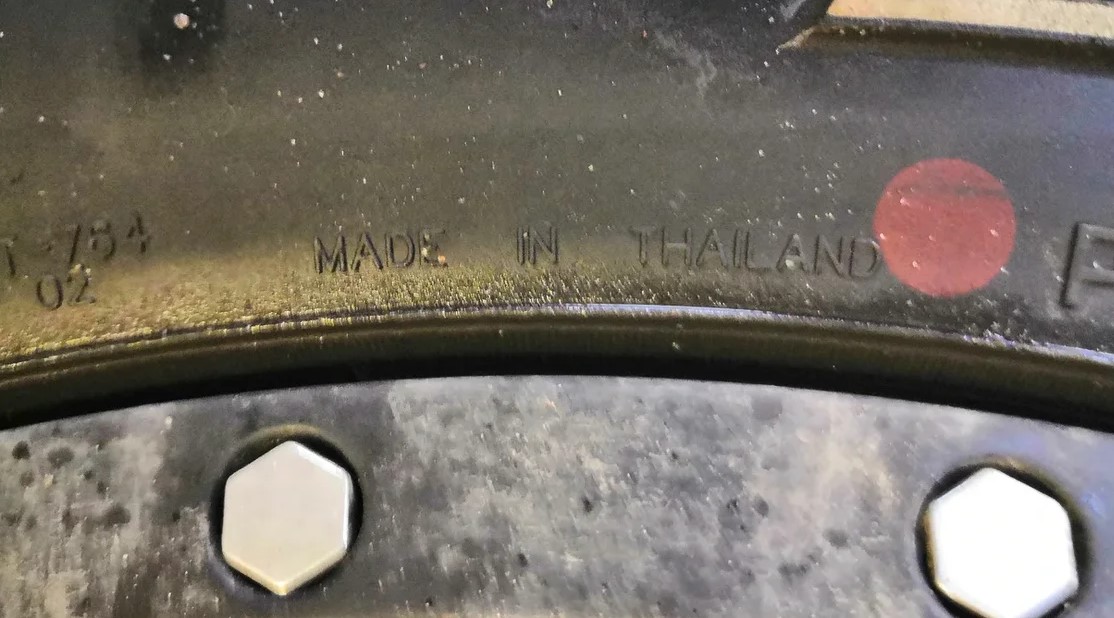 T 784 MADE IN THAILAND
02